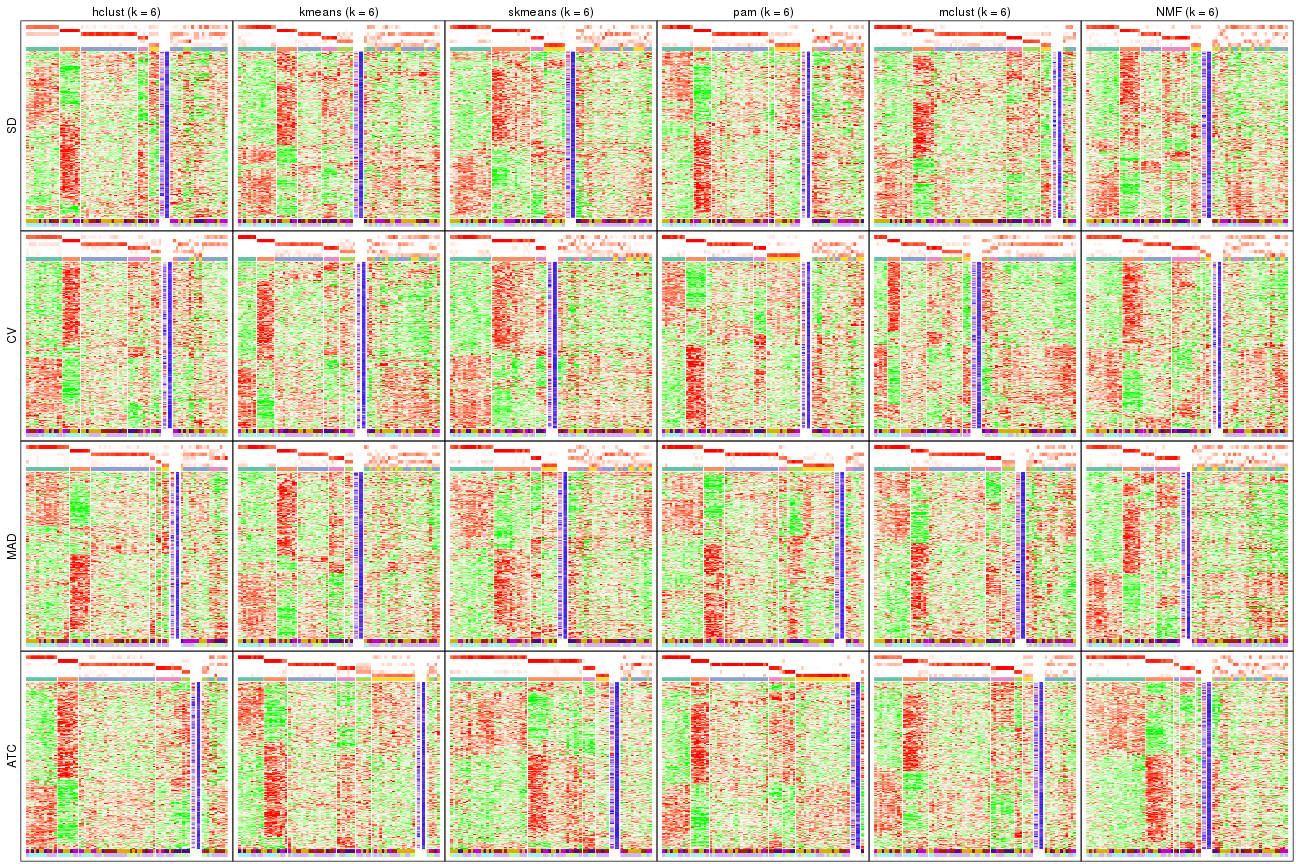 hclust (k = 6) kmeans (k = 6) skmeans (k = 6) pam (k = 6) mclust (k = 6) NMF (k = 6)
SD
CV
MAD
ATC